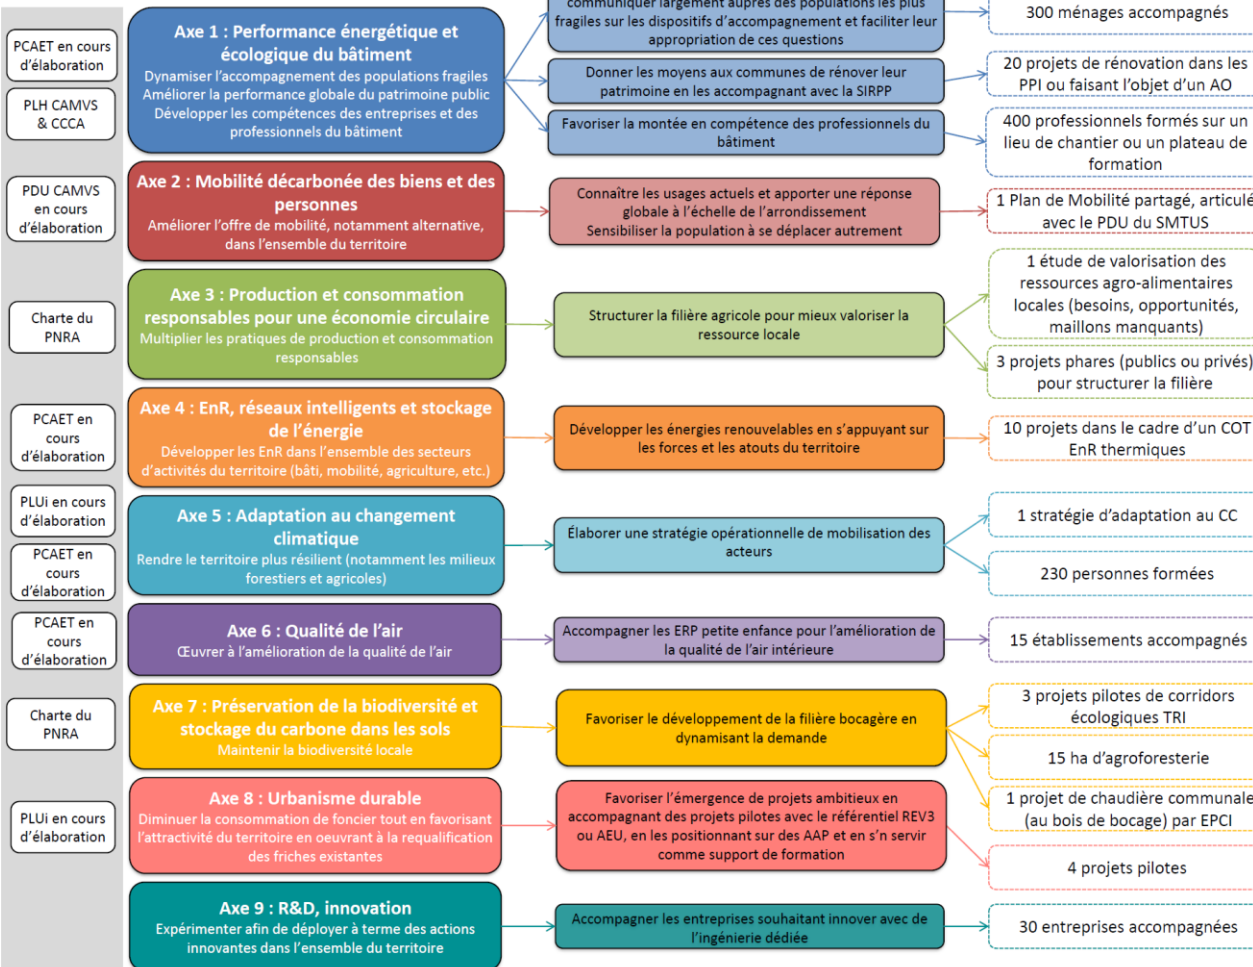 PCAET en cours
d’élaboration
PLH CAMVS
& CCCA
Axe 1 : Performance énergétique et
écologique du bâtiment
Dynamiser l’accompagnement des populations fragiles
Améliorer la performance globale du patrimoine public
Développer les compétences des entreprises et des
professionnels du bâtiment
communiquer largement auprès des populations les plus
fragiles sur les dispositifs d’accompagnement et faciliter leur
appropriation de ces questions
300 ménages accompagnés
Donner les moyens aux communes de rénover leur
patrimoine en les accompagnant avec la SIRPP
20 projets de rénovation dans les
PPI ou faisant l’objet d’un AO
Favoriser la montée en compétence des professionnels du
bâtiment
400 professionnels formés sur un
lieu de chantier ou un plateau de
formation
PDU CAMVS
en cours
d’élaboration
Axe 2 : Mobilité décarbonée des biens et des
personnes
Améliorer l’offre de mobilité, notamment alternative,
dans l’ensemble du territoire
Connaître les usages actuels et apporter une réponse
globale à l’échelle de l’arrondissement
Sensibiliser la population à se déplacer autrement
1 Plan de Mobilité partagé, articulé
avec le PDU du SMTUS
Charte du
PNRA
Axe 3 : Production et consommation
responsables pour une économie circulaire
Multiplier les pratiques de production et consommation
responsables
Structurer la filière agricole pour mieux valoriser la
ressource locale
1 étude de valorisation des
ressources agro-alimentaires
locales (besoins, opportunités,
maillons manquants)
3 projets phares (publics ou privés)
pour structurer la filière
PCAET en
cours
d’élaboration
Axe 4 : EnR, réseaux intelligents et stockage
de l’énergie
Développer les EnR dans l’ensemble des secteurs
d’activités du territoire (bâti, mobilité, agriculture, etc.)
Développer les énergies renouvelables en s’appuyant sur
les forces et les atouts du territoire
10 projets dans le cadre d’un COT
EnR thermiques
PLUi en cours
d’élaboration
PCAET en
cours
d’élaboration
Axe 5 : Adaptation au changement
climatique
Rendre le territoire plus résilient (notamment les milieux
forestiers et agricoles)
Élaborer une stratégie opérationnelle de mobilisation des
acteurs
1 stratégie d’adaptation au CC
230 personnes formées
PCAET en
cours
d’élaboration
Axe 6 : Qualité de l’air
Œuvrer à l’amélioration de la qualité de l’air
Accompagner les ERP petite enfance pour l’amélioration de
la qualité de l’air intérieure
15 établissements accompagnés
Charte du
PNRA
Axe 7 : Préservation de la biodiversité et
stockage du carbone dans les sols
Maintenir la biodiversité locale
Favoriser le développement de la filière bocagère en
dynamisant la demande
3 projets pilotes de corridors
écologiques TRI
15 ha d’agroforesterie
1 projet de chaudière communale
(au bois de bocage) par EPCI
PLUi en cours
d’élaboration
Axe 8 : Urbanisme durable
Diminuer la consommation de foncier tout en favorisant
l’attractivité du territoire en oeuvrant à la requalification
des friches existantes
Favoriser l’émergence de projets ambitieux en
accompagnant des projets pilotes avec le référentiel REV3
ou AEU, en les positionnant sur des AAP et en s’n servir
comme support de formation
4 projets pilotes
Axe 9 : R&D, innovation
Expérimenter afin de déployer à terme des actions
innovantes dans l’ensemble du territoire
Accompagner les entreprises souhaitant innover avec de
l’ingénierie dédiée
30 entreprises accompagnées